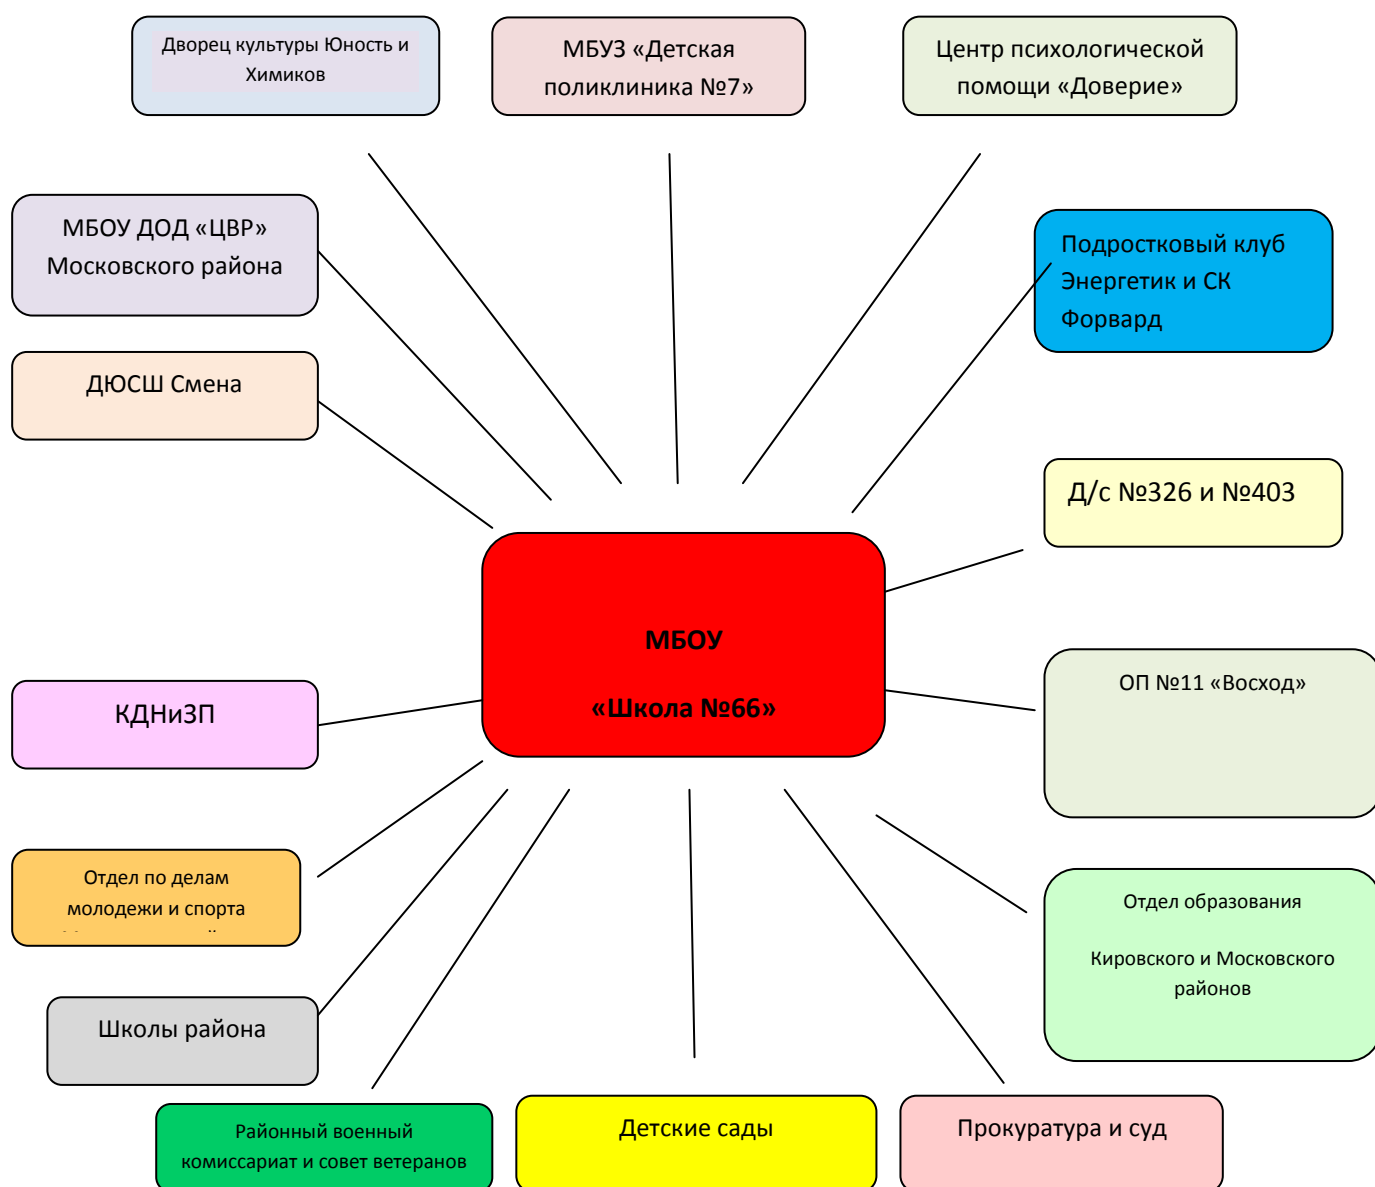 Дворец культуры Юность и
Химиков
МБУЗ «Детская
поликлиника №7»
Центр психологической
помощи «Доверие»
МБОУ ДОД «ЦВР»
Московского района
Подростковый клуб
Энергетик и СК
Форвард
ДЮСШ Смена
Д/с №326 и №403
МБОУ
«Школа №66»
ОП №11 «Восход»
КДНиЗП
Отдел по делам
молодежи и спорта
Отдел образования
Кировского и Московского
районов
Школы района
Районный военный
комиссариат и совет ветеранов
Детские сады
Прокуратура и суд